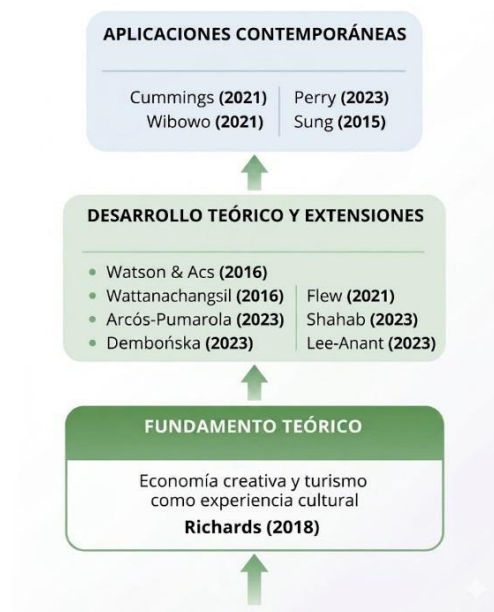 APLICACIONES CONTEMPORÁNEAS
Cummings (2021)
Wibowo (2021)
Perry (2023)
Sung (2015)
DESARROLLO TEÓRICO Y EXTENSIONES
• Watson & Acs (2016)
• Wattanachangsil (2016)
• Arcós-Pumarola (2023)
• Dembońska (2023)
Flew (2021)
Shahab (2023)
Lee-Anant (2023)
FUNDAMENTO TEÓRICO
Economía creativa y turismo
como experiencia cultural
Richards (2018)